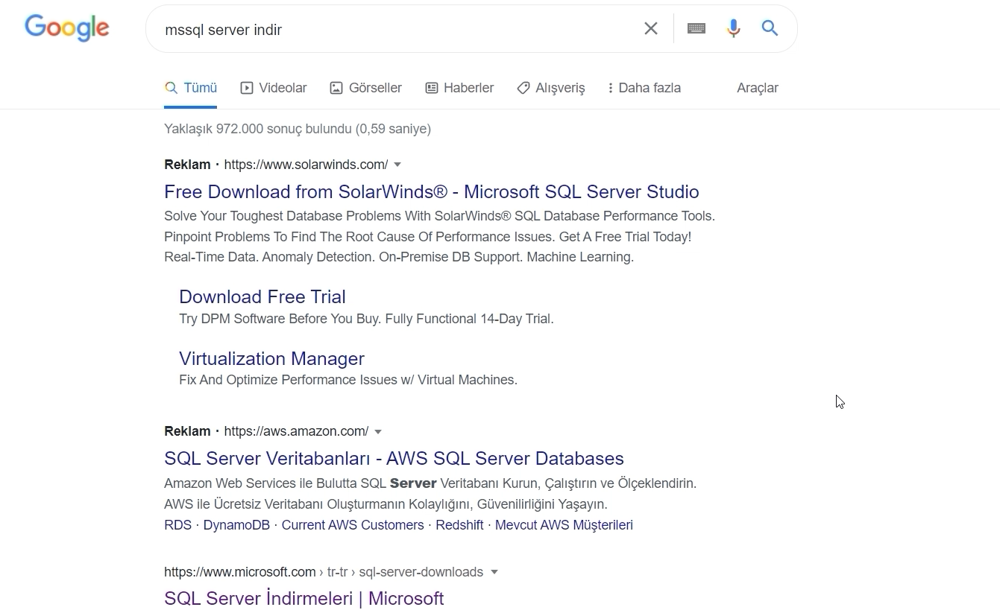 Google
mssql server indir
Tümü Videolar Görseller Haberler Alışveriş Daha fazla Araçlar
Yaklaşık 972.000 sonuç bulundu (0,59 saniye)
Reklam · https://www.solarwinds.com/
Free Download from SolarWinds® - Microsoft SQL Server Studio
Solve Your Toughest Database Problems With SolarWinds® SQL Database Performance Tools.
Pinpoint Problems To Find The Root Cause Of Performance Issues. Get A Free Trial Today!
Real-Time Data. Anomaly Detection. On-Premise DB Support. Machine Learning.
Download Free Trial
Try DPM Software Before You Buy. Fully Functional 14-Day Trial.
Virtualization Manager
Fix And Optimize Performance Issues w/ Virtual Machines.
Reklam · https://aws.amazon.com/
SQL Server Veritabanları - AWS SQL Server Databases
Amazon Web Services ile Bulutta SQL Server Veritabanı Kurun, Çalıştırın ve Ölçeklendirin.
AWS ile Ücretsiz Veritabanı Oluşturmanın Kolaylığını, Güvenilirliğini Yaşayın.
RDS · DynamoDB · Current AWS Customers · Redshift · Mevcut AWS Müşterileri
https://www.microsoft.com › tr-tr › sql-server-downloads
SQL Server İndirmeleri | Microsoft